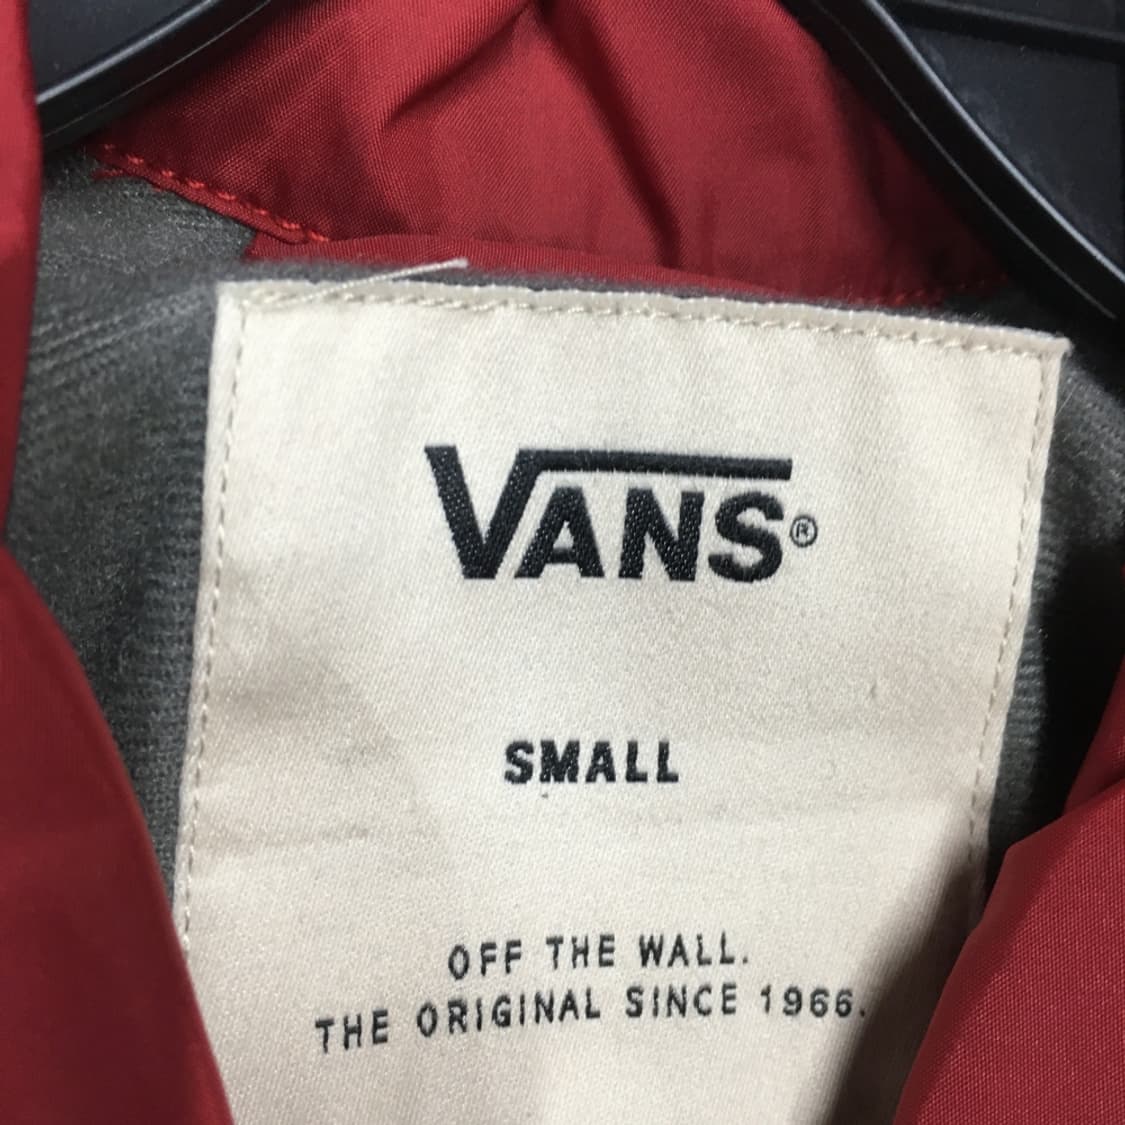 VANS®
SMALL
OFF THE WALL.
THE ORIGINAL SINCE 1966.